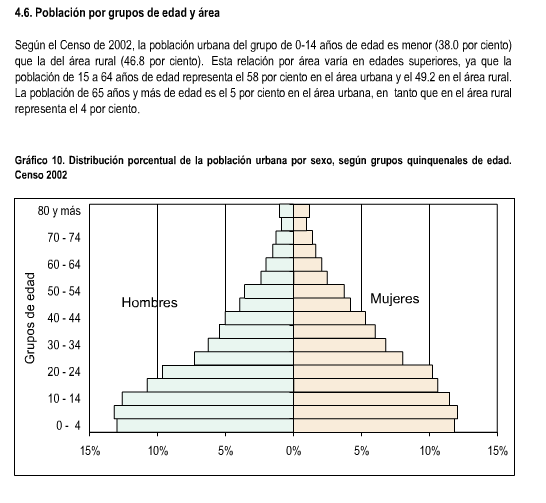 4.6. Población por grupos de edad y área
Según el Censo de 2002, la población urbana del grupo de 0-14 años de edad es menor (38.0 por ciento)
que la del área rural (46.8 por ciento). Esta relación por área varía en edades superiores, ya que la
población de 15 a 64 años de edad representa el 58 por ciento en el área urbana y el 49.2 en el área rural.
La población de 65 años y más de edad es el 5 por ciento en el área urbana, en tanto que en el área rural
representa el 4 por ciento.
Gráfico 10. Distribución porcentual de la población urbana por sexo, según grupos quinquenales de edad.
Censo 2002
80 y más
70 - 74
60 - 64
50 - 54
40 - 44
30 - 34
20 - 24
10 - 14
0 - 4
Grupos de edad
Hombres
Mujeres
15% 10% 5% 0% 5% 10% 15%